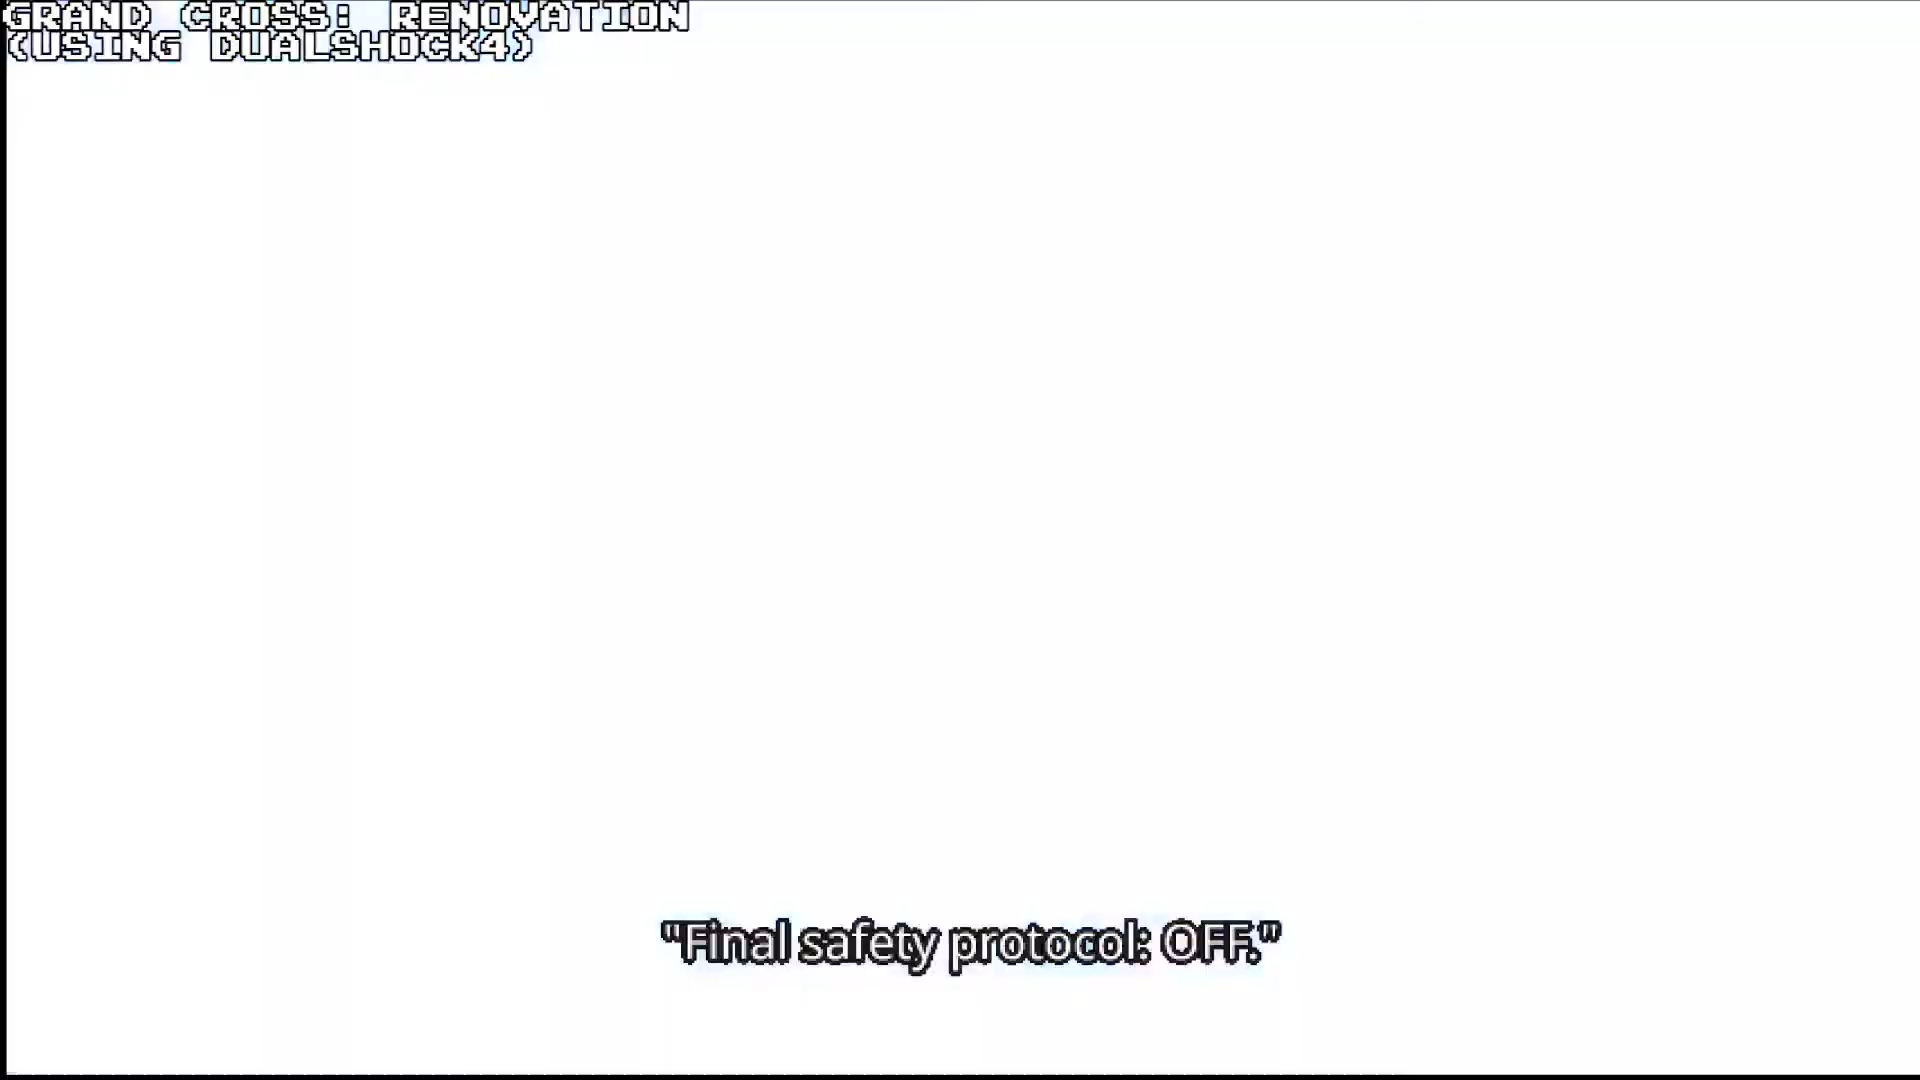 GRAND CROSS: RENOVATION
(USING DUALSHOCK4)
"Final safety protocol: OFF."